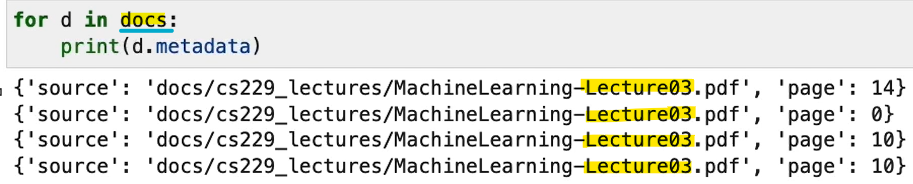 for d in docs:
    print(d.metadata)
{'source': 'docs/cs229_lectures/MachineLearning-Lecture03.pdf', 'page': 14}
{'source': 'docs/cs229_lectures/MachineLearning-Lecture03.pdf', 'page': 0}
{'source': 'docs/cs229_lectures/MachineLearning-Lecture03.pdf', 'page': 10}
{'source': 'docs/cs229_lectures/MachineLearning-Lecture03.pdf', 'page': 10}